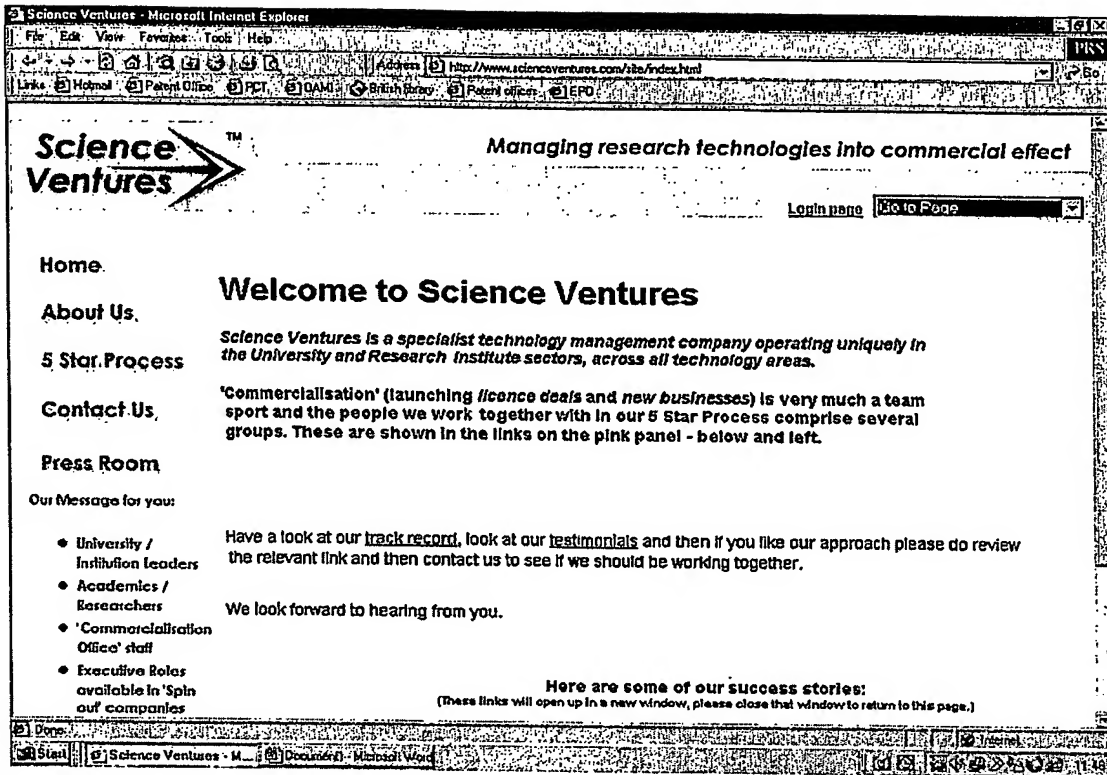 Science Ventures - Microsoft Internet Explorer
File Edit View Favorites Tools Help
Address http://www.scienceventures.com/site/index.html Go
Links Hotmail Patent Office PCT OAMI British library Patent offices EPO
Science Ventures ™
Managing research technologies into commercial effect
Login page Go to Page
Home
About Us
5 Star Process
Contact Us
Press Room
Our Message for you:
• University /
Institution Leaders
• Academics /
Researchers
• 'Commercialisation
Office' staff
• Executive Roles
available in 'Spin
out' companies
Welcome to Science Ventures
Science Ventures is a specialist technology management company operating uniquely in
the University and Research Institute sectors, across all technology areas.
'Commercialisation' (launching licence deals and new businesses) is very much a team
sport and the people we work together with in our 5 Star Process comprise several
groups. These are shown in the links on the pink panel - below and left.
Have a look at our track record, look at our testimonials and then if you like our approach please do review
the relevant link and then contact us to see if we should be working together.
We look forward to hearing from you.
Here are some of our success stories:
(These links will open up in a new window, please close that window to return to this page.)
Done Internet
Start Science Ventures - M... Document1 - Microsoft Word